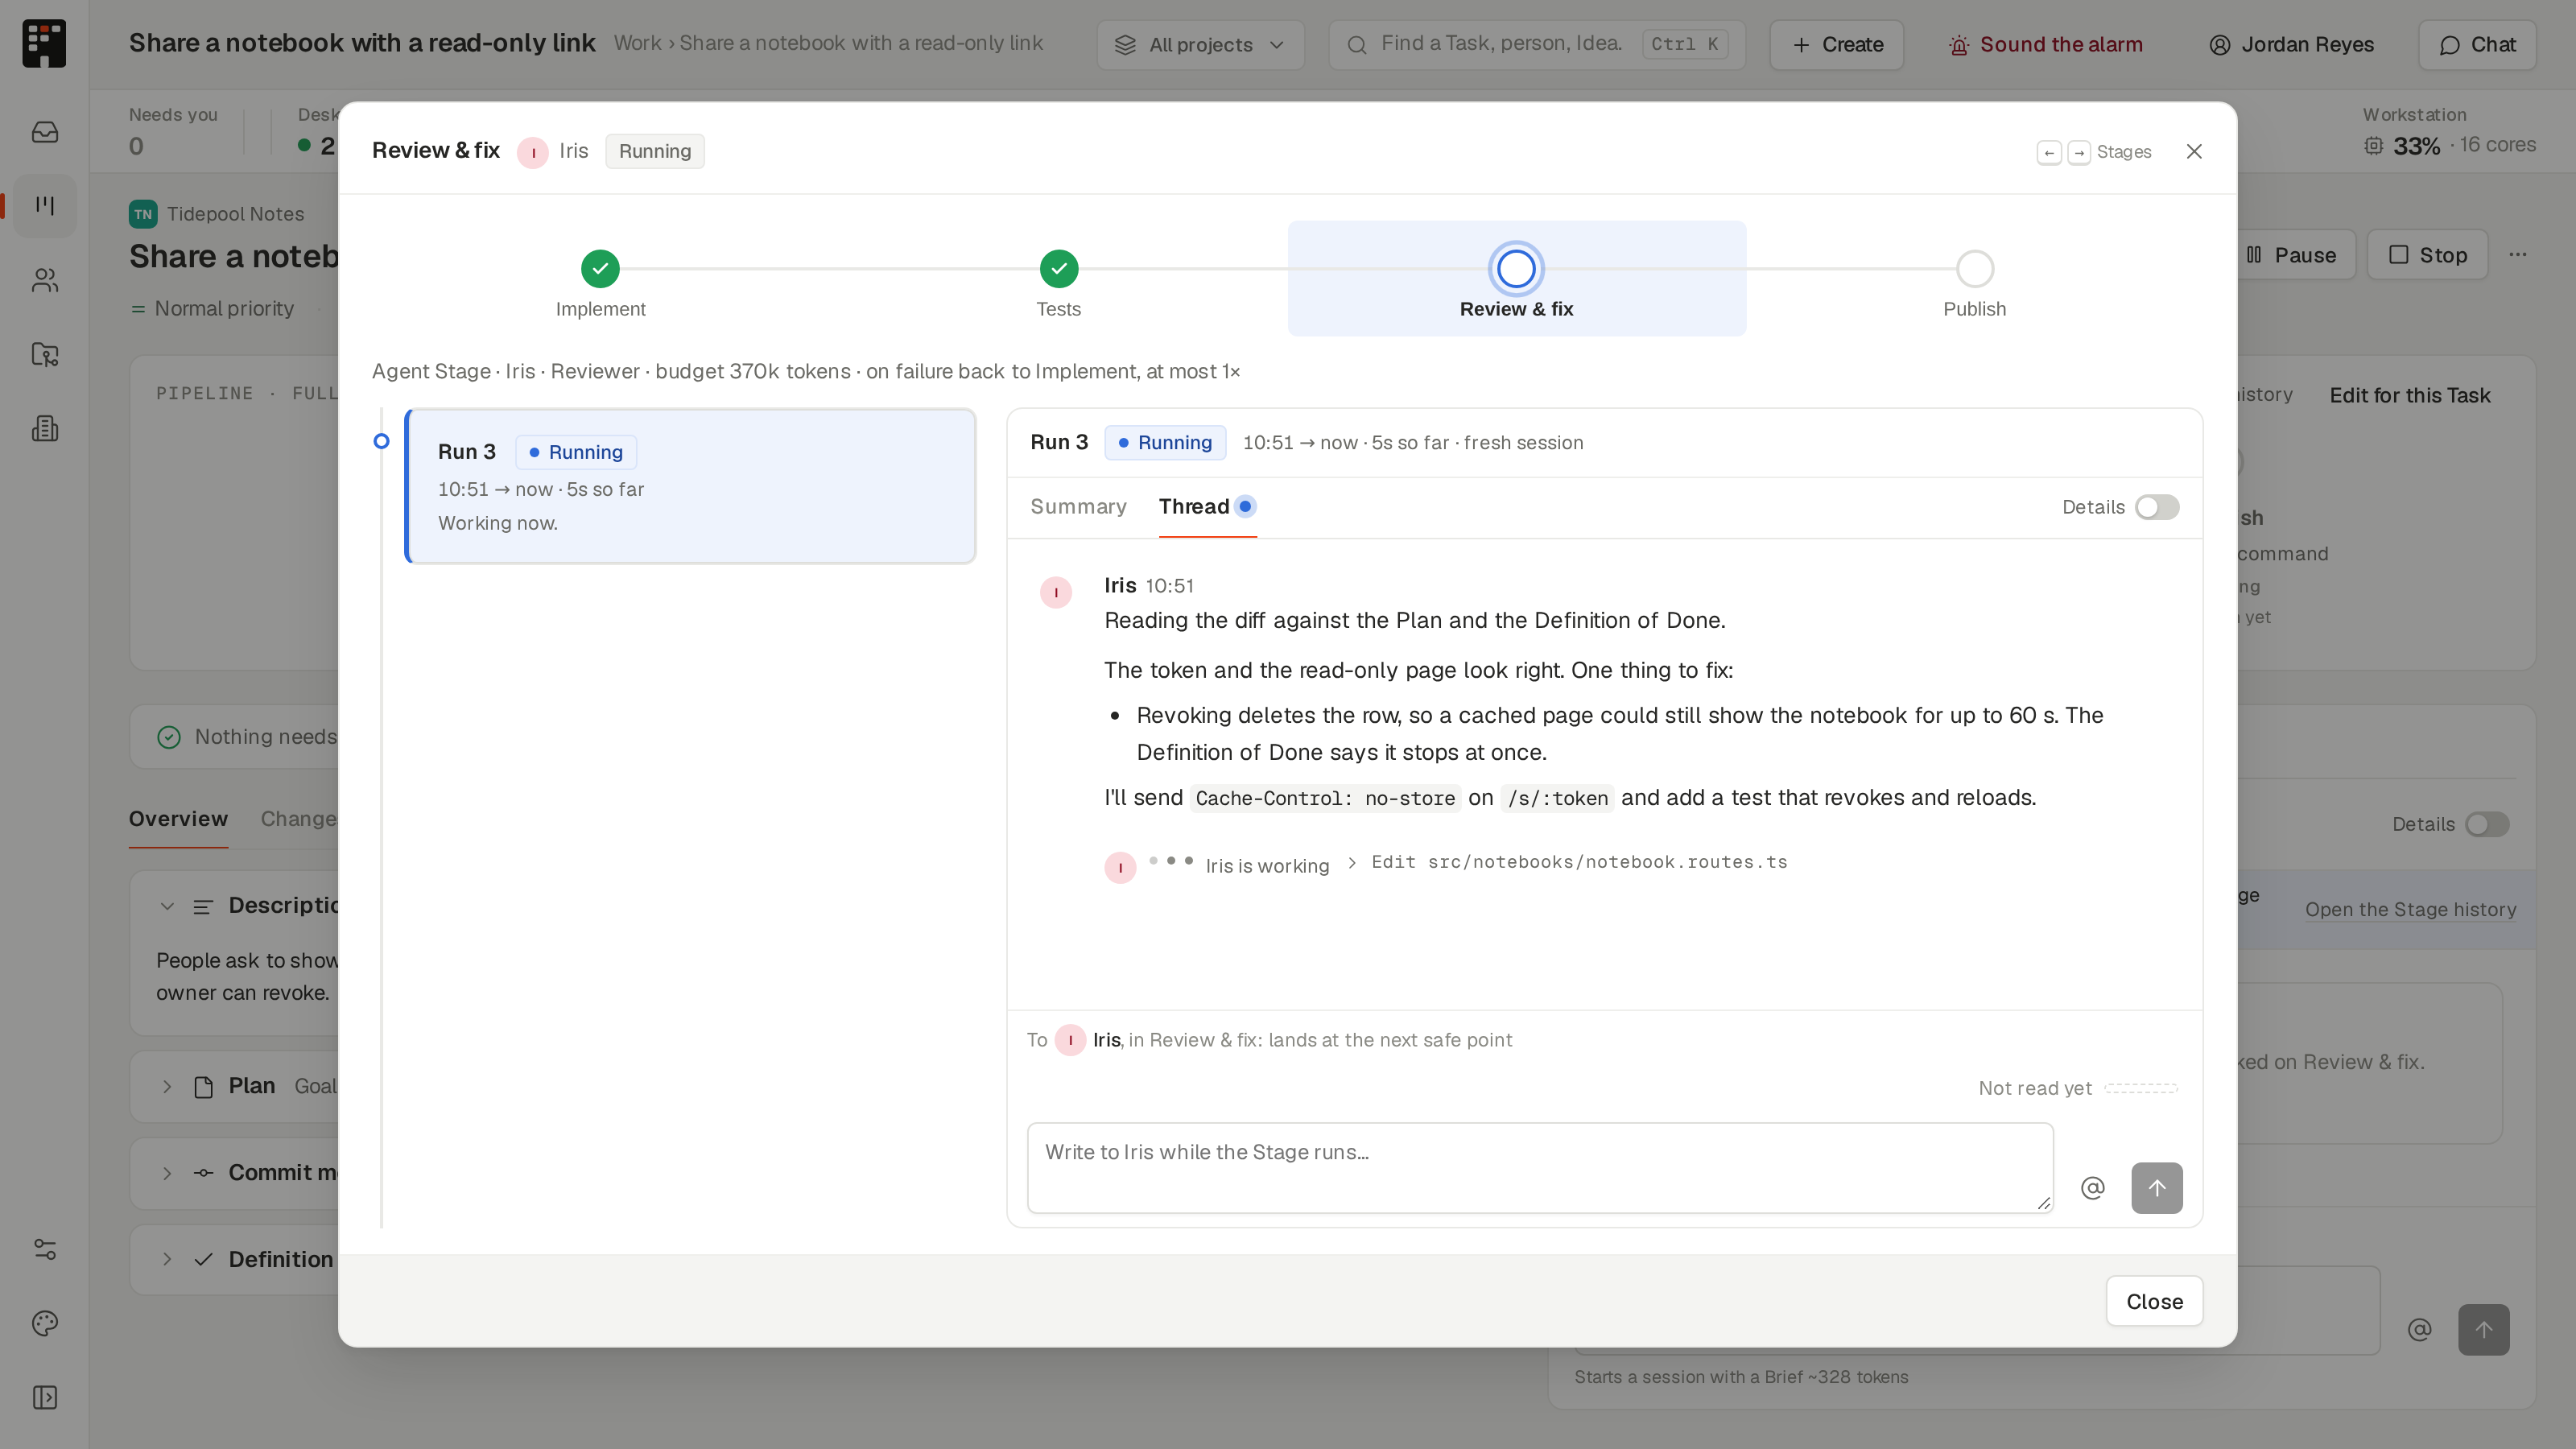 Share a notebook with a read-only link
Work › Share a notebook with a read-only link
All projects
Find a Task, person, Idea.
Ctrl K
Create
Sound the alarm
Jordan Reyes
Chat
Needs you
0
Desk
2
Workstation
33% · 16 cores
TN Tidepool Notes
Share a noteb
Normal priority
Pause
Stop
PIPELINE · FULL
istory
Edit for this Task
sh
command
ng
yet
Nothing needs
Overview
Change
Details
Descriptio
People ask to show
owner can revoke.
Plan Goal
Commit m
Definition
ge
Open the Stage history
ked on Review & fix.
Starts a session with a Brief ~328 tokens
Review & fix I Iris Running
← → Stages
Implement
Tests
Review & fix
Publish
Agent Stage · Iris · Reviewer · budget 370k tokens · on failure back to Implement, at most 1×
Run 3 Running
10:51 → now · 5s so far
Working now.
Run 3 Running 10:51 → now · 5s so far · fresh session
Summary Thread
Details
I Iris 10:51
Reading the diff against the Plan and the Definition of Done.
The token and the read-only page look right. One thing to fix:
• Revoking deletes the row, so a cached page could still show the notebook for up to 60 s. The
Definition of Done says it stops at once.
I'll send Cache-Control: no-store on /s/:token and add a test that revokes and reloads.
I Iris is working › Edit src/notebooks/notebook.routes.ts
To I Iris, in Review & fix: lands at the next safe point
Not read yet
Write to Iris while the Stage runs…
Close